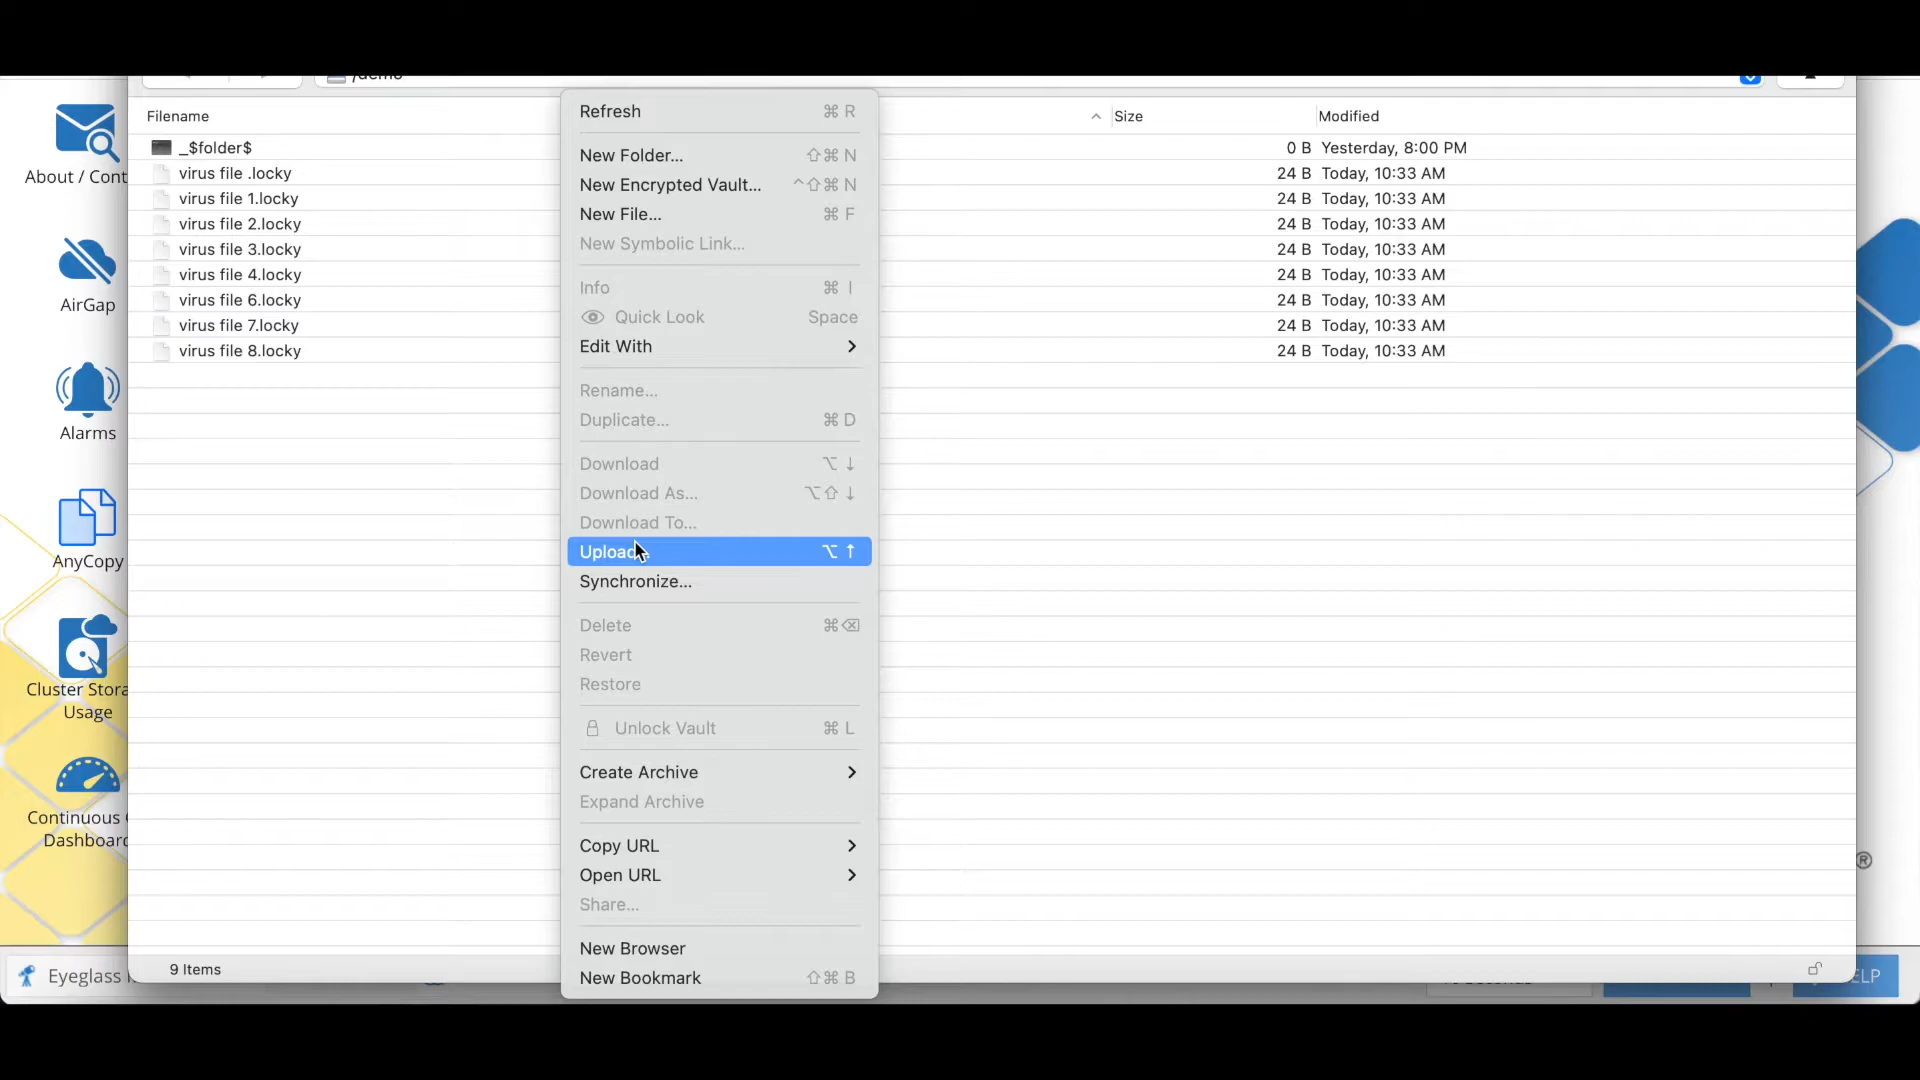 /demo
Filename
Size
Modified
_$folder$ 0 B Yesterday, 8:00 PM
virus file .locky 24 B Today, 10:33 AM
virus file 1.locky 24 B Today, 10:33 AM
virus file 2.locky 24 B Today, 10:33 AM
virus file 3.locky 24 B Today, 10:33 AM
virus file 4.locky 24 B Today, 10:33 AM
virus file 6.locky 24 B Today, 10:33 AM
virus file 7.locky 24 B Today, 10:33 AM
virus file 8.locky 24 B Today, 10:33 AM
9 Items
Refresh ⌘ R
New Folder... ⇧⌘ N
New Encrypted Vault... ^⇧⌘ N
New File... ⌘ F
New Symbolic Link...
Info ⌘ I
Quick Look Space
Edit With
Rename...
Duplicate... ⌘ D
Download ⌥ ↓
Download As... ⌥⇧ ↓
Download To...
Upload... ⌥ ↑
Synchronize...
Delete ⌘⌫
Revert
Restore
Unlock Vault ⌘ L
Create Archive
Expand Archive
Copy URL
Open URL
Share...
New Browser
New Bookmark ⇧⌘ B
About / Cont
AirGap
Alarms
AnyCopy
Cluster Stora
Usage
Continuous
Dashboard
Eyeglass
ELP
®